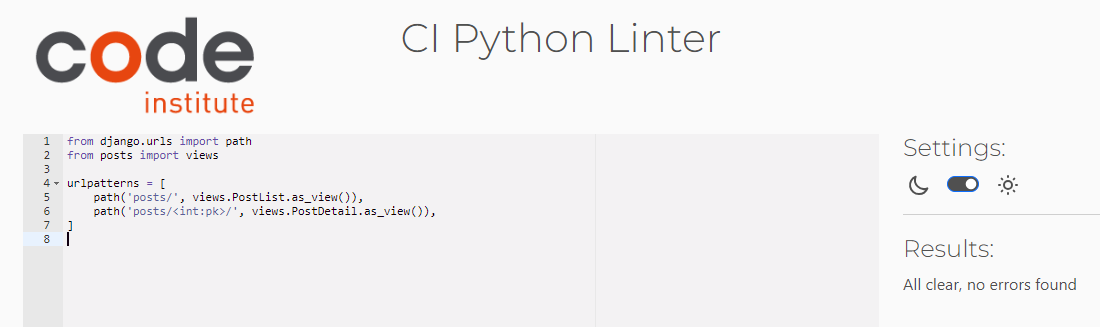 code
institute
CI Python Linter
1 from django.urls import path
2 from posts import views
3
4 urlpatterns = [
5     path('posts/', views.PostList.as_view()),
6     path('posts/<int:pk>/', views.PostDetail.as_view()),
7 ]
8
Settings:
Results:
All clear, no errors found